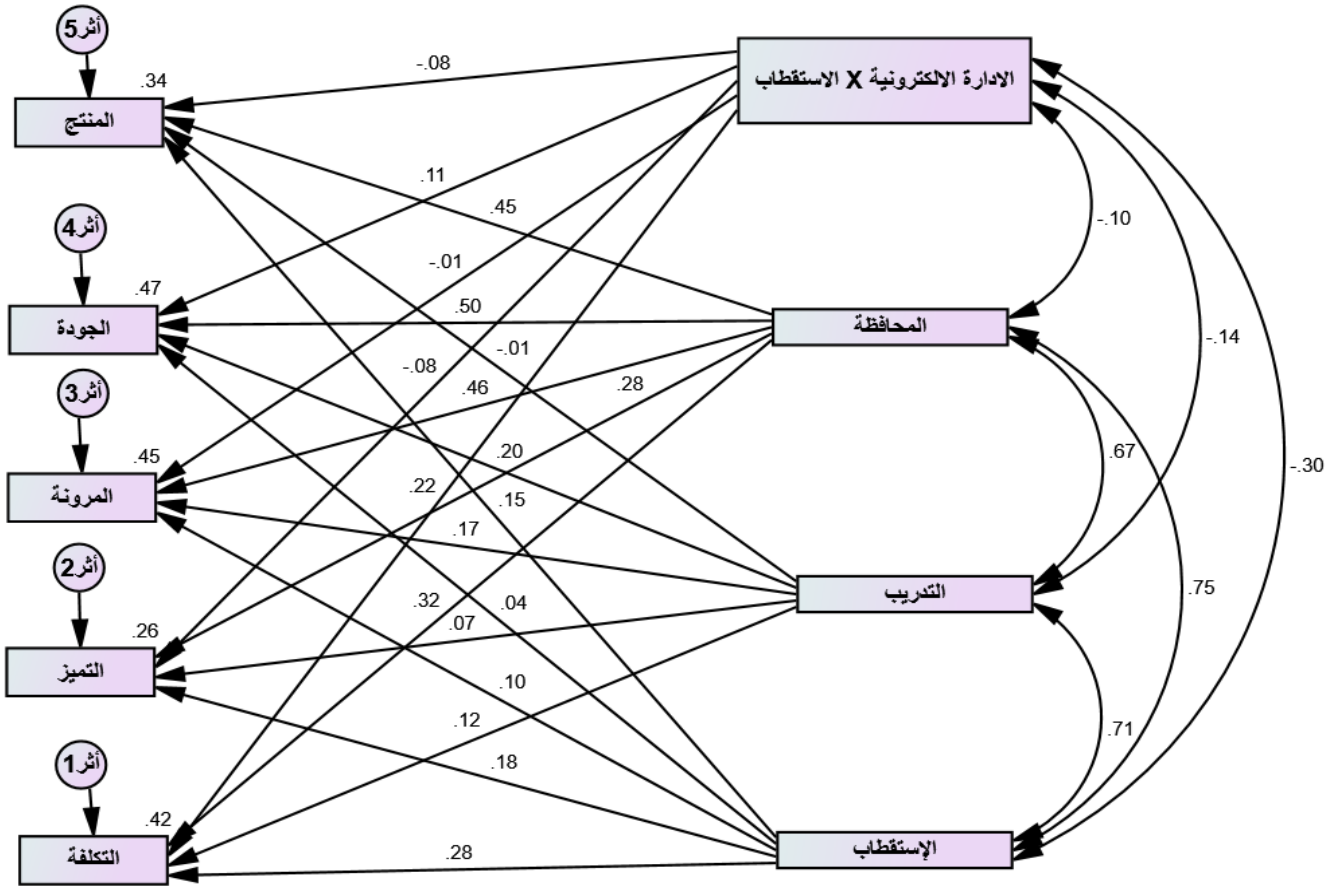 أثر5
.34
المنتج
-.08
الادارة الالكترونية X الاستقطاب
.11
.45
-.10
أثر4
.47
الجودة
-.01
.50
المحافظة
-.14
-.01
-.08
.46
.28
أثر3
.45
المرونة
.20
.67
-.30
.22
.15
.17
أثر2
.26
التميز
.32
.04
.07
التدريب
.75
.10
.12
.71
.18
أثر1
.42
التكلفة
.28
الإستقطاب